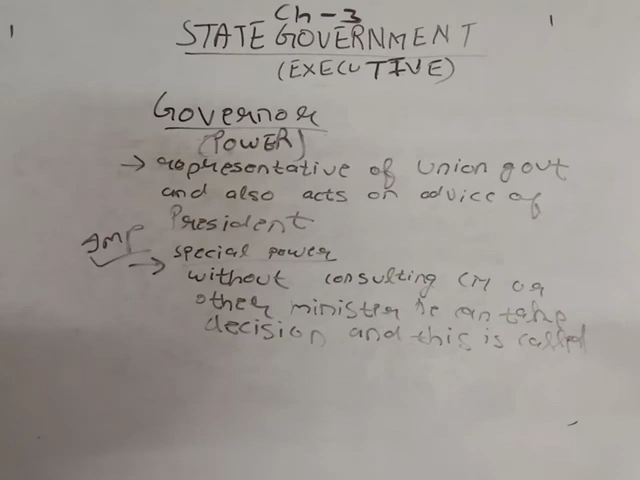 Ch-3
STATE GOVERNMENT
(EXECUTIVE)
Governor
(POWER)
→ representative of Union govt
and also acts on advice of
President
Imp special power
→ without consulting CM or
other minister he can take
decision and this is called